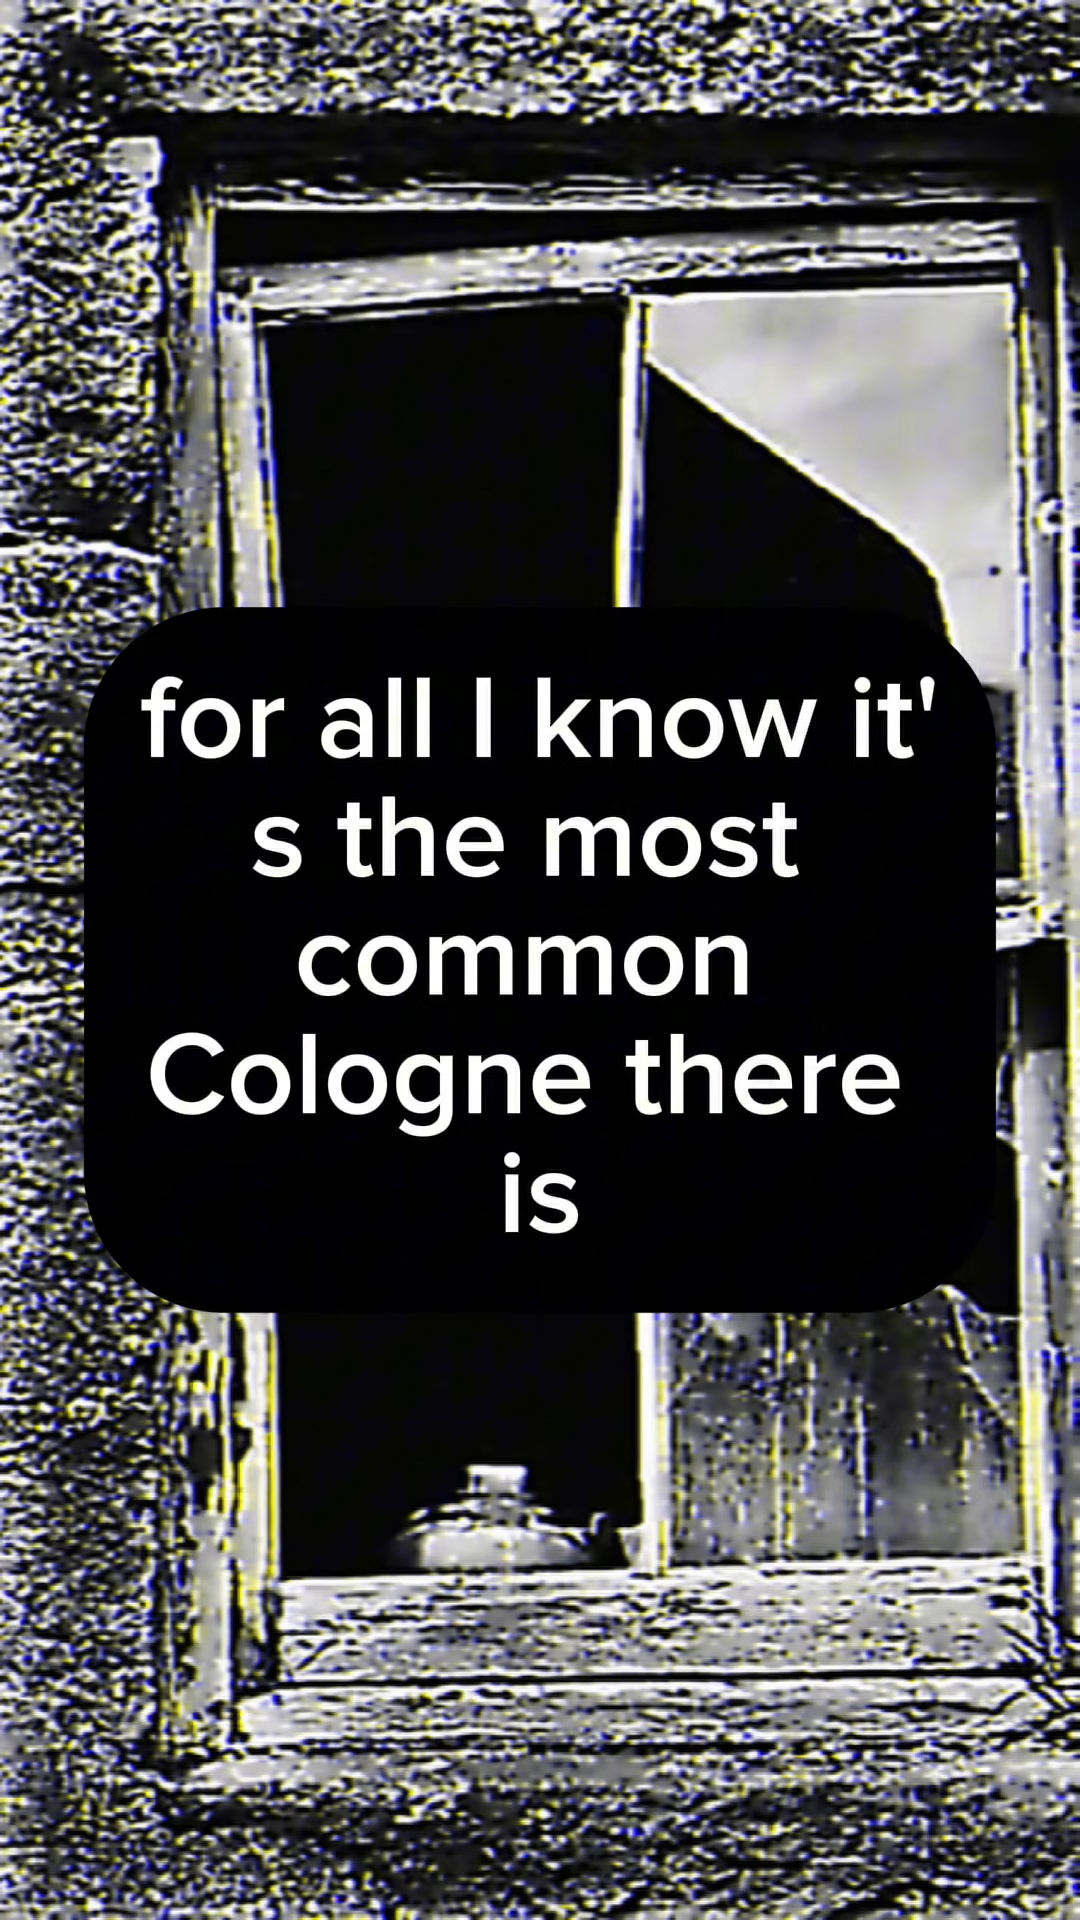 for all I know it'
s the most
common
Cologne there
is